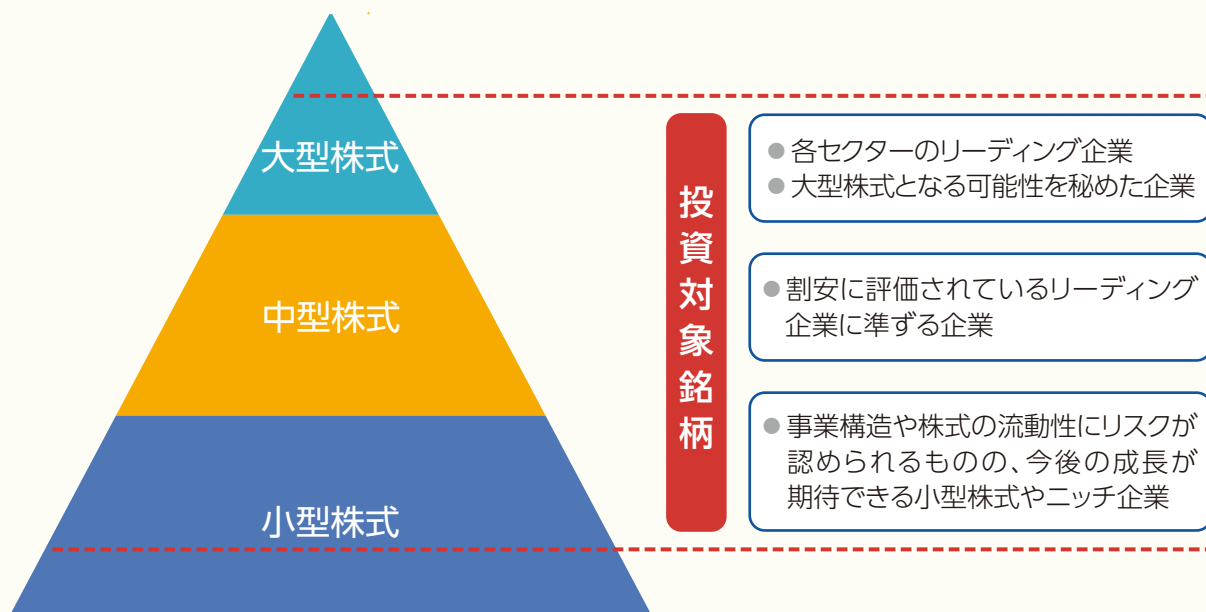 大型株式
中型株式
小型株式
投資対象銘柄
● 各セクターのリーディング企業
● 大型株式となる可能性を秘めた企業
● 割安に評価されているリーディング
企業に準ずる企業
● 事業構造や株式の流動性にリスクが
認められるものの、今後の成長が
期待できる小型株式やニッチ企業